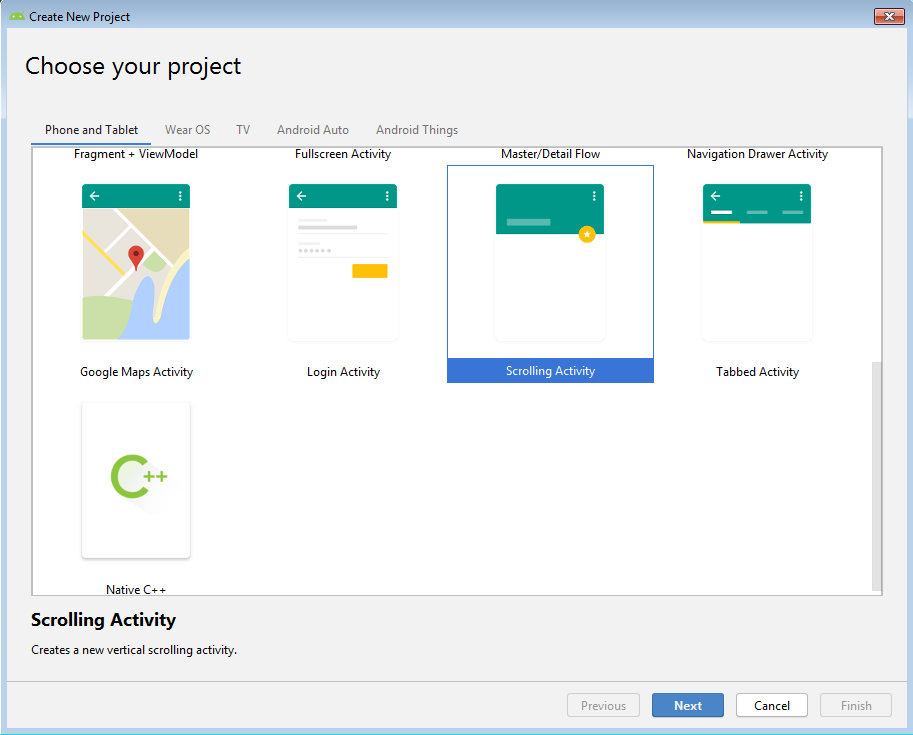 Create New Project
Choose your project
Phone and Tablet Wear OS TV Android Auto Android Things
Fragment + ViewModel Fullscreen Activity Master/Detail Flow Navigation Drawer Activity
Google Maps Activity Login Activity Scrolling Activity Tabbed Activity
C++
Native C++
Scrolling Activity
Creates a new vertical scrolling activity.
Previous Next Cancel Finish